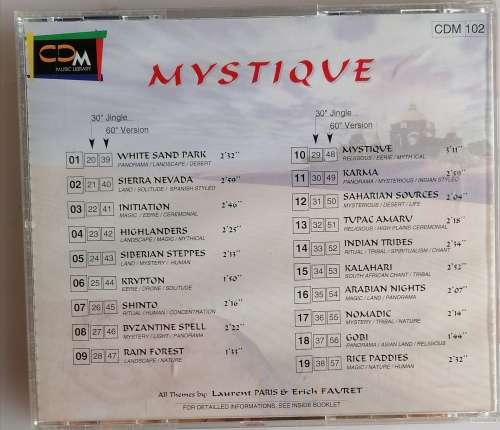 CDM
MUSIC LIBRARY
CDM 102
MYSTIQUE
30" Jingle...
60" Version
01 20 39 WHITE SAND PARK 2'32"
PANORAMA / LANDSCAPE / DESERT
02 21 40 SIERRA NEVADA 2'59"
LAND / SOLITUDE / SPANISH STYLED
03 22 41 INITIATION 2'46"
MAGIC / EERIE / CEREMONIAL
04 23 42 HIGHLANDERS 2'25"
LANDSCAPE / MAGIC / MYTHICAL
05 24 43 SIBERIAN STEPPES 2'33"
LAND / MYSTERY / HUMAN
06 25 44 KRYPTON 1'50"
EERIE / DRONE / SOLITUDE
07 26 45 SHINTO 2'16"
RITUAL / HUMAN / CONCENTRATION
08 27 46 BYZANTINE SPELL 2'22"
MYSTERY / LIGHT / PANORAMA
09 28 47 RAIN FOREST 1'33"
LANDSCAPE / NATURE
30" Jingle...
60" Version
10 29 48 MYSTIQUE 3'11"
RELIGIOUS / EERIE / MYTHICAL
11 30 49 KARMA 2'59"
PANORAMA / MYSTERIOUS / INDIAN STYLED
12 31 50 SAHARIAN SOURCES 2'04"
MYSTERIOUS / DESERT / LIFE
13 32 51 TUPAC AMARU 2'18"
RELIGIOUS / HIGH PLAINS CEREMONIAL
14 33 52 INDIAN TRIBES 2'34"
RITUAL / TRIBAL / SPIRITUALISM / CHANT
15 34 53 KALAHARI 2'52"
SOUTH AFRICAN CHANT / TRIBAL
16 35 54 ARABIAN NIGHTS 2'07"
MAGIC / LAND / PANORAMA
17 36 55 NOMADIC 2'14"
MYSTERY / TRIBAL / NATURE
18 37 56 GOBI 1'44"
PANORAMA / ASIAN LAND / RELIGIOUS
19 38 57 RICE PADDIES 2'32"
MAGIC / NATURE / HUMAN
All Themes by: Laurent PARIS & Erich FAURET
FOR DETAILLED INFORMATIONS, SEE INSIDE BOOKLET